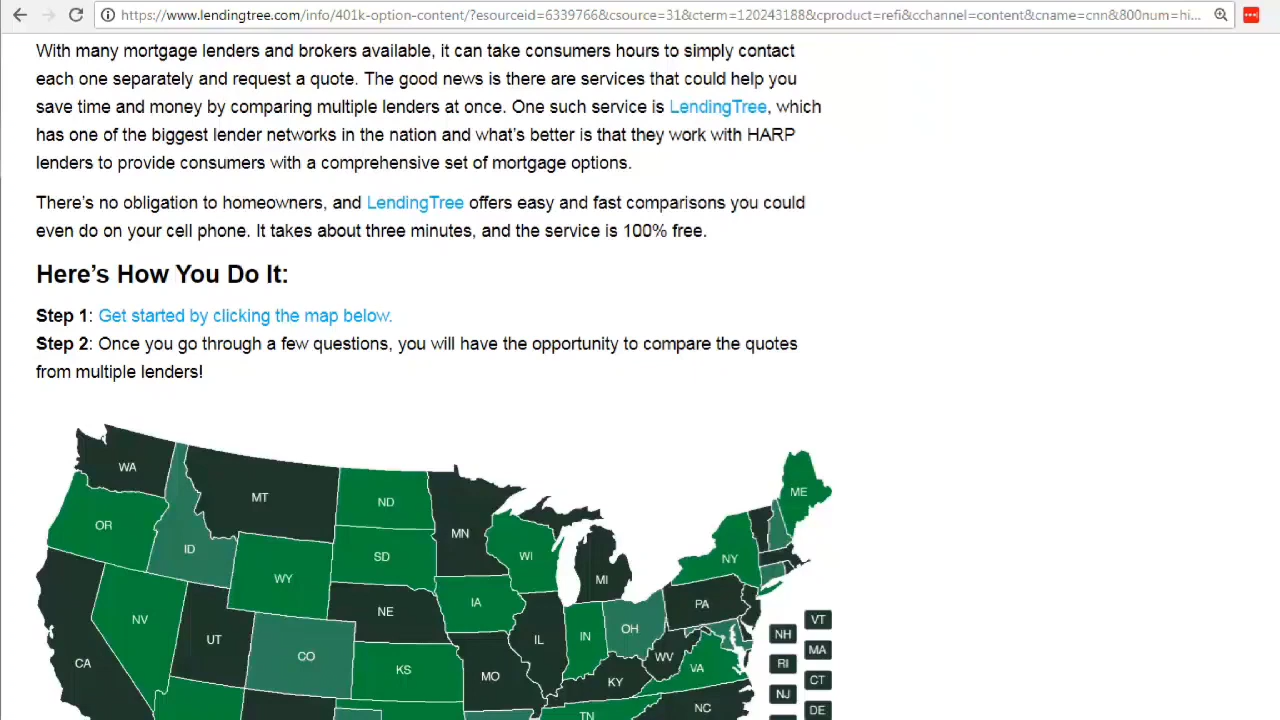 https://www.lendingtree.com/info/401k-option-content/?esourceid=6339766&csource=31&cterm=120243188&cproduct=refi&cchannel=content&cname=cnn&800num=hi...
With many mortgage lenders and brokers available, it can take consumers hours to simply contact
each one separately and request a quote. The good news is there are services that could help you
save time and money by comparing multiple lenders at once. One such service is LendingTree, which
has one of the biggest lender networks in the nation and what's better is that they work with HARP
lenders to provide consumers with a comprehensive set of mortgage options.
There's no obligation to homeowners, and LendingTree offers easy and fast comparisons you could
even do on your cell phone. It takes about three minutes, and the service is 100% free.
Here's How You Do It:
Step 1: Get started by clicking the map below.
Step 2: Once you go through a few questions, you will have the opportunity to compare the quotes
from multiple lenders!
WA
MT
ND
MN
ME
OR
ID
SD
WI
NY
WY
MI
NE
IA
PA
NV
UT
IL
IN
OH
VT
NH
CA
CO
KS
MO
KY
WV
VA
MA
RI
CT
NJ
TN
NC
DE